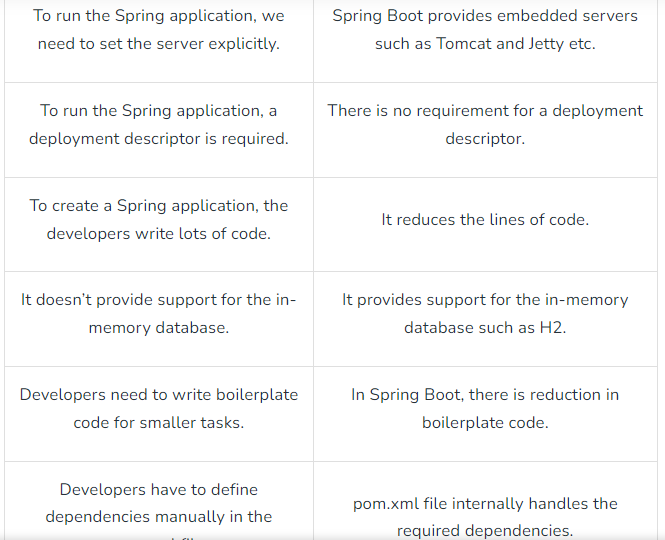 To run the Spring application, we
need to set the server explicitly.
Spring Boot provides embedded servers
such as Tomcat and Jetty etc.
To run the Spring application, a
deployment descriptor is required.
There is no requirement for a deployment
descriptor.
To create a Spring application, the
developers write lots of code.
It reduces the lines of code.
It doesn’t provide support for the in-
memory database.
It provides support for the in-memory
database such as H2.
Developers need to write boilerplate
code for smaller tasks.
In Spring Boot, there is reduction in
boilerplate code.
Developers have to define
dependencies manually in the
pom.xml file internally handles the
required dependencies.